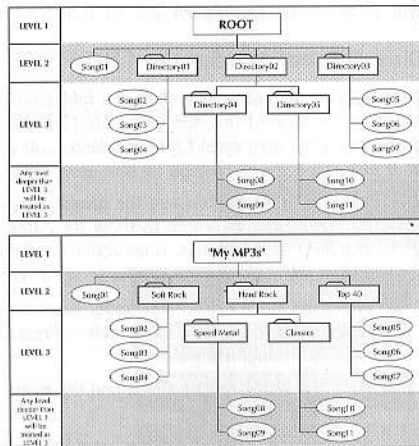 LEVEL 1
ROOT
LEVEL 2
Song01
Directory01
Directory02
Directory03
LEVEL 3
Song02
Song03
Song04
Directory04
Directory05
Song05
Song06
Song07
Any level
deeper than
LEVEL 3
will be
treated as
LEVEL 3
Song08
Song09
Song10
Song11
LEVEL 1
"My MP3s"
LEVEL 2
Song01
Soft Rock
Hard Rock
Top 40
LEVEL 3
Song02
Song03
Song04
Speed Metal
Classics
Song05
Song06
Song07
Any level
deeper than
LEVEL 3
will be
treated as
LEVEL 3
Song08
Song09
Song10
Song11